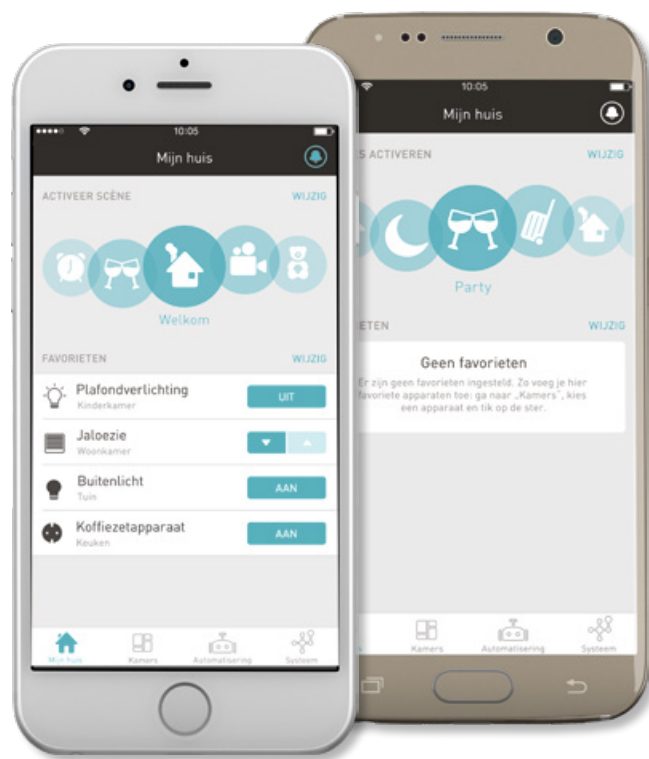 10:05
Mijn huis
ACTIVEER SCÈNE WIJZIG
Welkom
FAVORIETEN WIJZIG
Plafondverlichting
Kinderkamer
UIT
Jaloezie
Woonkamer
Buitenlicht
Tuin
AAN
Koffiezetapparaat
Keuken
AAN
Mijn huis Kamers Automatisering Systeem
10:05
Mijn huis
ACTIVEREN WIJZIG
Party
WIJZIG
Geen favorieten
Er zijn geen favorieten ingesteld. Zo voeg je hier
favoriete apparaten toe: ga naar „Kamers”, kies
een apparaat en tik op de ster.
Kamers Automatisering Systeem